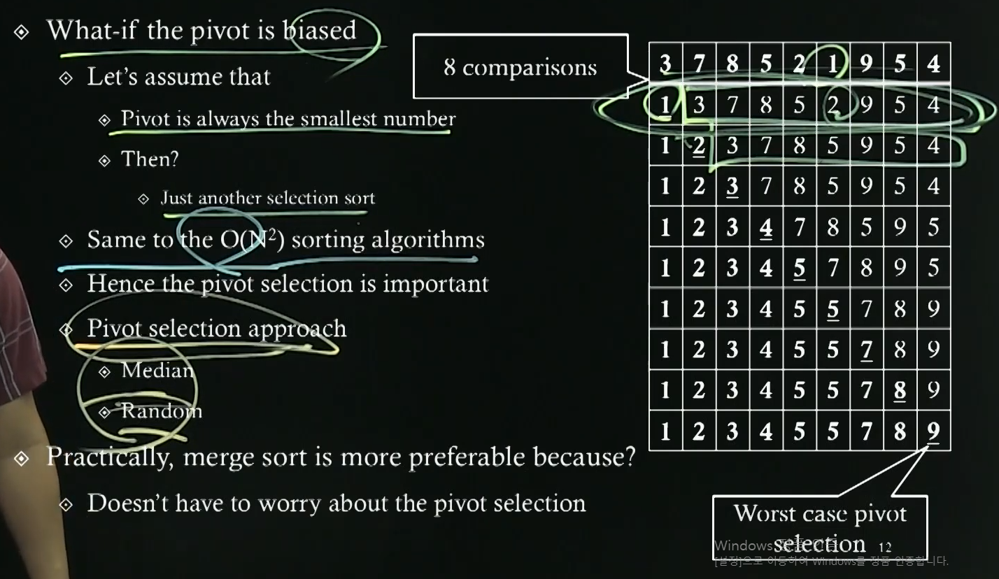 What-if the pivot is biased
Let's assume that
Pivot is always the smallest number
Then?
Just another selection sort
Same to the O(N²) sorting algorithms
Hence the pivot selection is important
Pivot selection approach
Median
Random
Practically, merge sort is more preferable because?
Doesn't have to worry about the pivot selection
8 comparisons
3 7 8 5 2 1 9 5 4
1 3 7 8 5 2 9 5 4
1 2 3 7 8 5 9 5 4
1 2 3 7 8 5 9 5 4
1 2 3 4 7 8 5 9 5
1 2 3 4 5 7 8 9 5
1 2 3 4 5 5 7 8 9
1 2 3 4 5 5 7 8 9
1 2 3 4 5 5 7 8 9
1 2 3 4 5 5 7 8 9
Worst case pivot
selection 12
Windows 정품 인증
[설정]으로 이동하여 Windows를 정품 인증합니다.